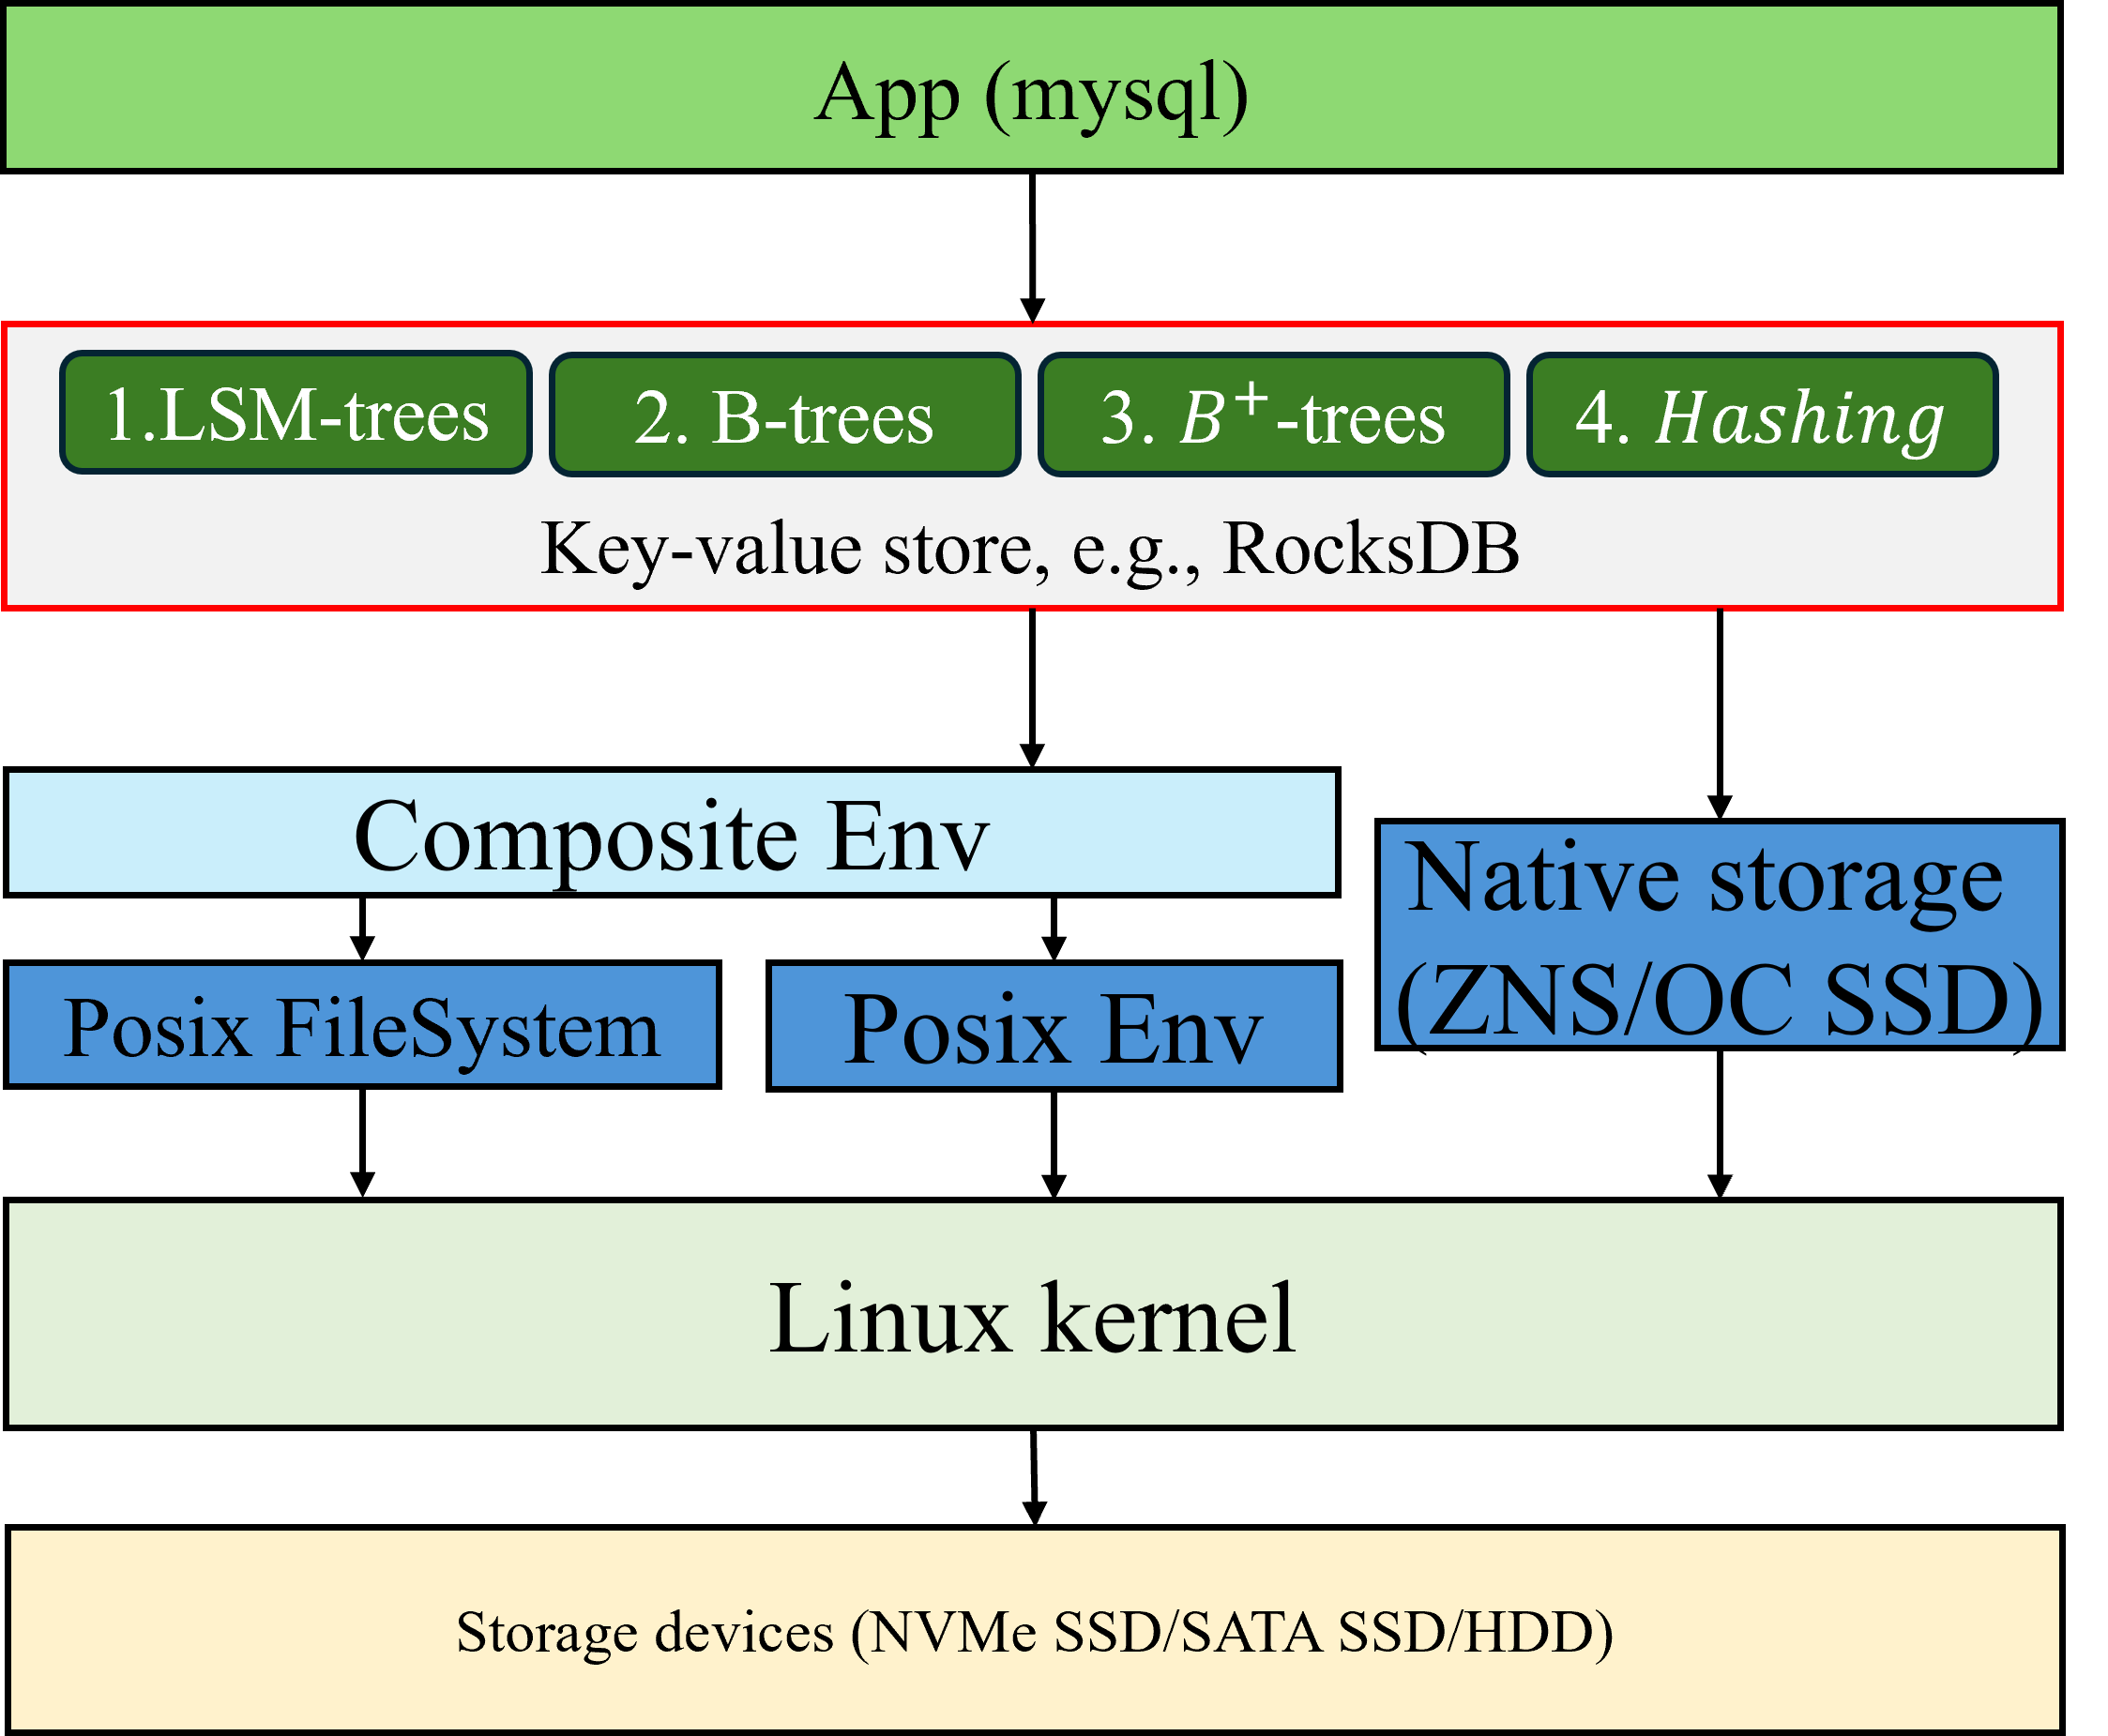 App (mysql)
1.LSM-trees
2. B-trees
3. B⁺-trees
4. Hashing
Key-value store, e.g., RocksDB
Composite Env
Native storage
(ZNS/OC SSD)
Posix FileSystem
Posix Env
Linux kernel
Storage devices (NVMe SSD/SATA SSD/HDD)